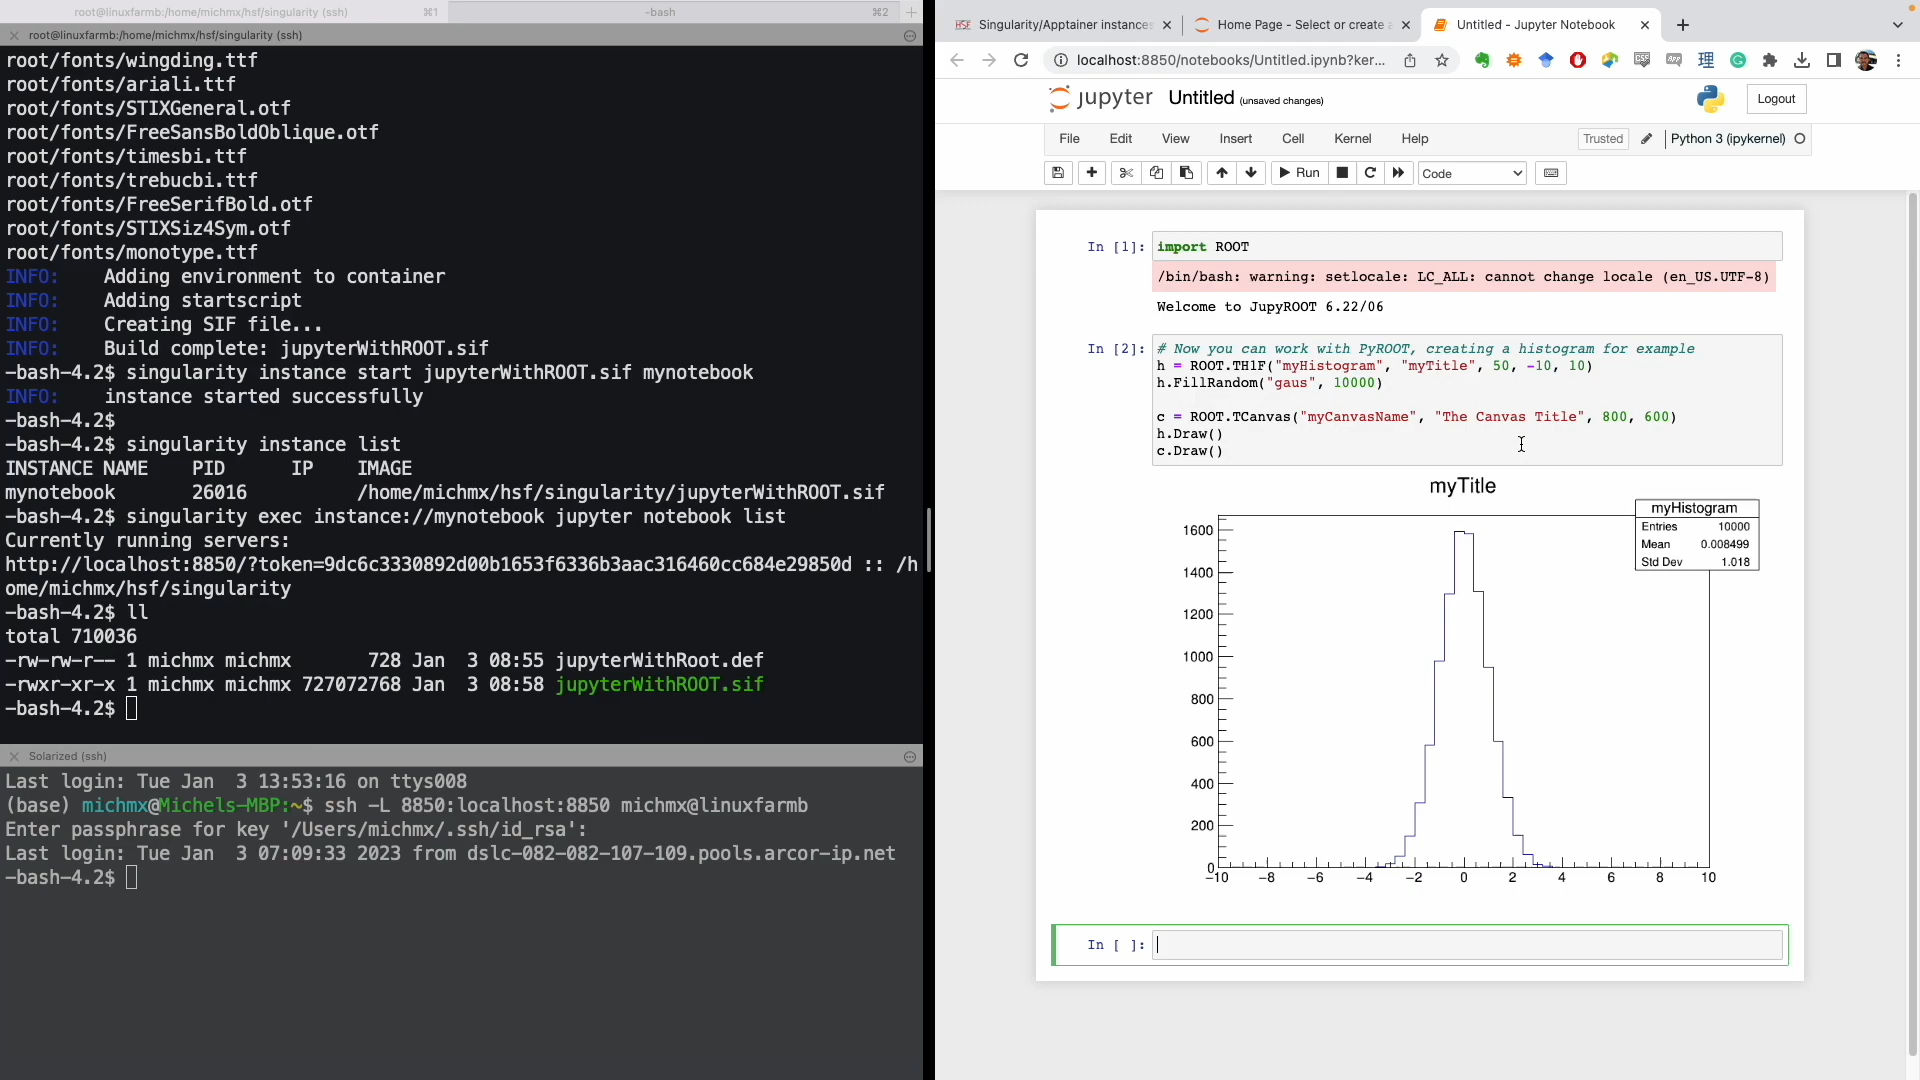 root@linuxfarmb:/home/michmx/hsf/singularity (ssh) ⌘1 -bash ⌘2
root@linuxfarmb:/home/michmx/hsf/singularity (ssh)
root/fonts/wingding.ttf
root/fonts/ariali.ttf
root/fonts/STIXGeneral.otf
root/fonts/FreeSansBoldOblique.otf
root/fonts/timesbi.ttf
root/fonts/trebucbi.ttf
root/fonts/FreeSerifBold.otf
root/fonts/STIXSiz4Sym.otf
root/fonts/monotype.ttf
INFO:    Adding environment to container
INFO:    Adding startscript
INFO:    Creating SIF file...
INFO:    Build complete: jupyterWithROOT.sif
-bash-4.2$ singularity instance start jupyterWithROOT.sif mynotebook
INFO:    instance started successfully
-bash-4.2$
-bash-4.2$ singularity instance list
INSTANCE NAME    PID      IP    IMAGE
mynotebook       26016          /home/michmx/hsf/singularity/jupyterWithROOT.sif
-bash-4.2$ singularity exec instance://mynotebook jupyter notebook list
Currently running servers:
http://localhost:8850/?token=9dc6c3330892d00b1653f6336b3aac316460cc684e29850d :: /h
ome/michmx/hsf/singularity
-bash-4.2$ ll
total 710036
-rw-rw-r-- 1 michmx michmx       728 Jan  3 08:55 jupyterWithRoot.def
-rwxr-xr-x 1 michmx michmx 727072768 Jan  3 08:58 jupyterWithROOT.sif
-bash-4.2$
Solarized (ssh)
Last login: Tue Jan  3 13:53:16 on ttys008
(base) michmx@Michels-MBP:~$ ssh -L 8850:localhost:8850 michmx@linuxfarmb
Enter passphrase for key '/Users/michmx/.ssh/id_rsa':
Last login: Tue Jan  3 07:09:33 2023 from dslc-082-082-107-109.pools.arcor-ip.net
-bash-4.2$
HSF Singularity/Apptainer instances Home Page - Select or create a Untitled - Jupyter Notebook
localhost:8850/notebooks/Untitled.ipynb?ker...
jupyter Untitled (unsaved changes) Logout
File Edit View Insert Cell Kernel Help Trusted Python 3 (ipykernel)
Run Code
In [1]: import ROOT
/bin/bash: warning: setlocale: LC_ALL: cannot change locale (en_US.UTF-8)
Welcome to JupyROOT 6.22/06
In [2]: # Now you can work with PyROOT, creating a histogram for example
h = ROOT.TH1F("myHistogram", "myTitle", 50, -10, 10)
h.FillRandom("gaus", 10000)
c = ROOT.TCanvas("myCanvasName", "The Canvas Title", 800, 600)
h.Draw()
c.Draw()
myTitle
myHistogram
Entries 10000
Mean 0.008499
Std Dev 1.018
1600
1400
1200
1000
800
600
400
200
0
-10 -8 -6 -4 -2 0 2 4 6 8 10
In [ ]: